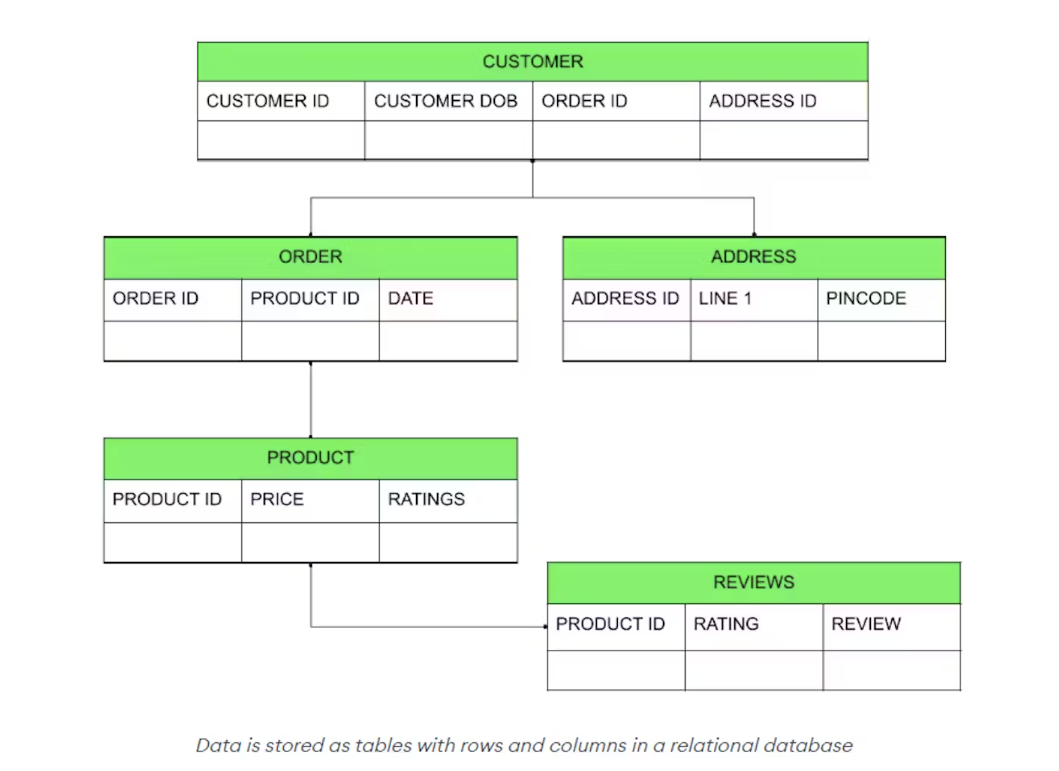 CUSTOMER
CUSTOMER ID CUSTOMER DOB ORDER ID ADDRESS ID
ORDER
ORDER ID PRODUCT ID DATE
ADDRESS
ADDRESS ID LINE 1 PINCODE
PRODUCT
PRODUCT ID PRICE RATINGS
REVIEWS
PRODUCT ID RATING REVIEW
Data is stored as tables with rows and columns in a relational database